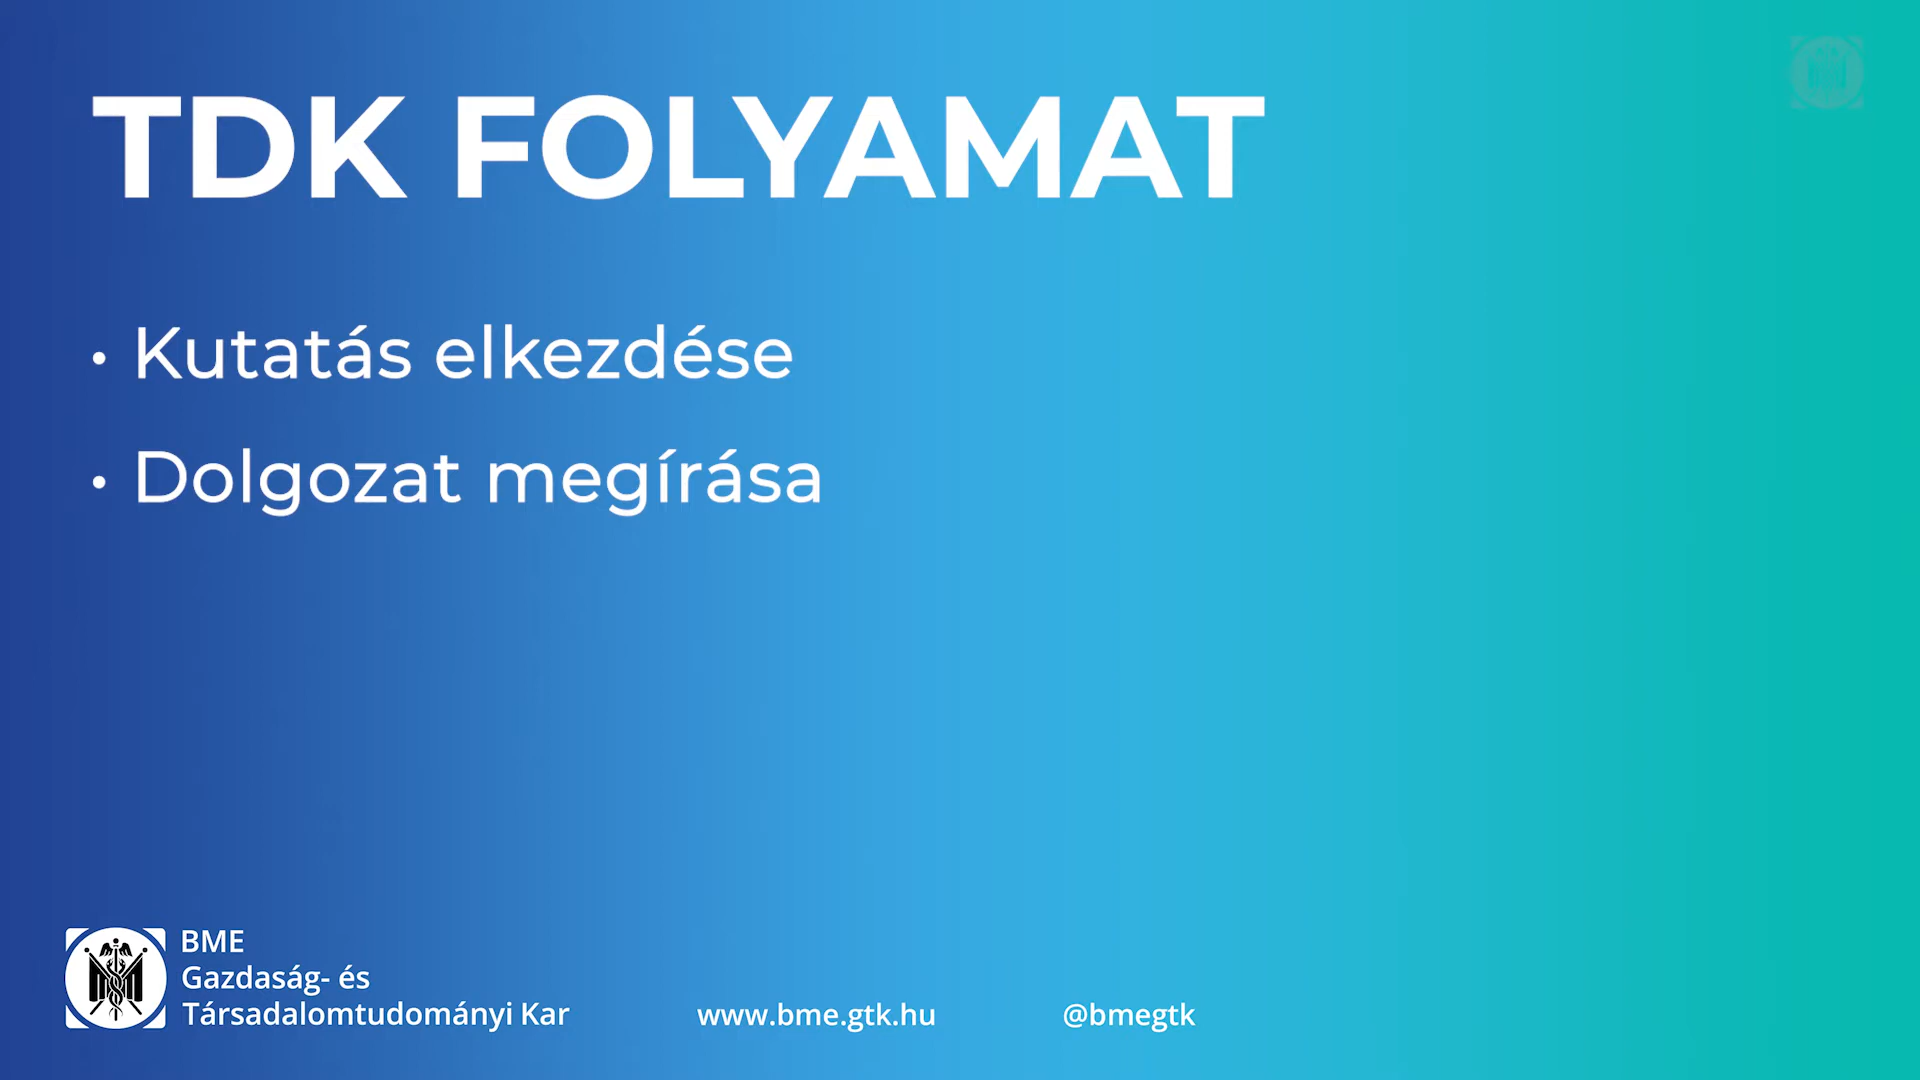 TDK FOLYAMAT
• Kutatás elkezdése
• Dolgozat megírása
BME
Gazdaság- és
Társadalomtudományi Kar
www.bme.gtk.hu
@bmegtk